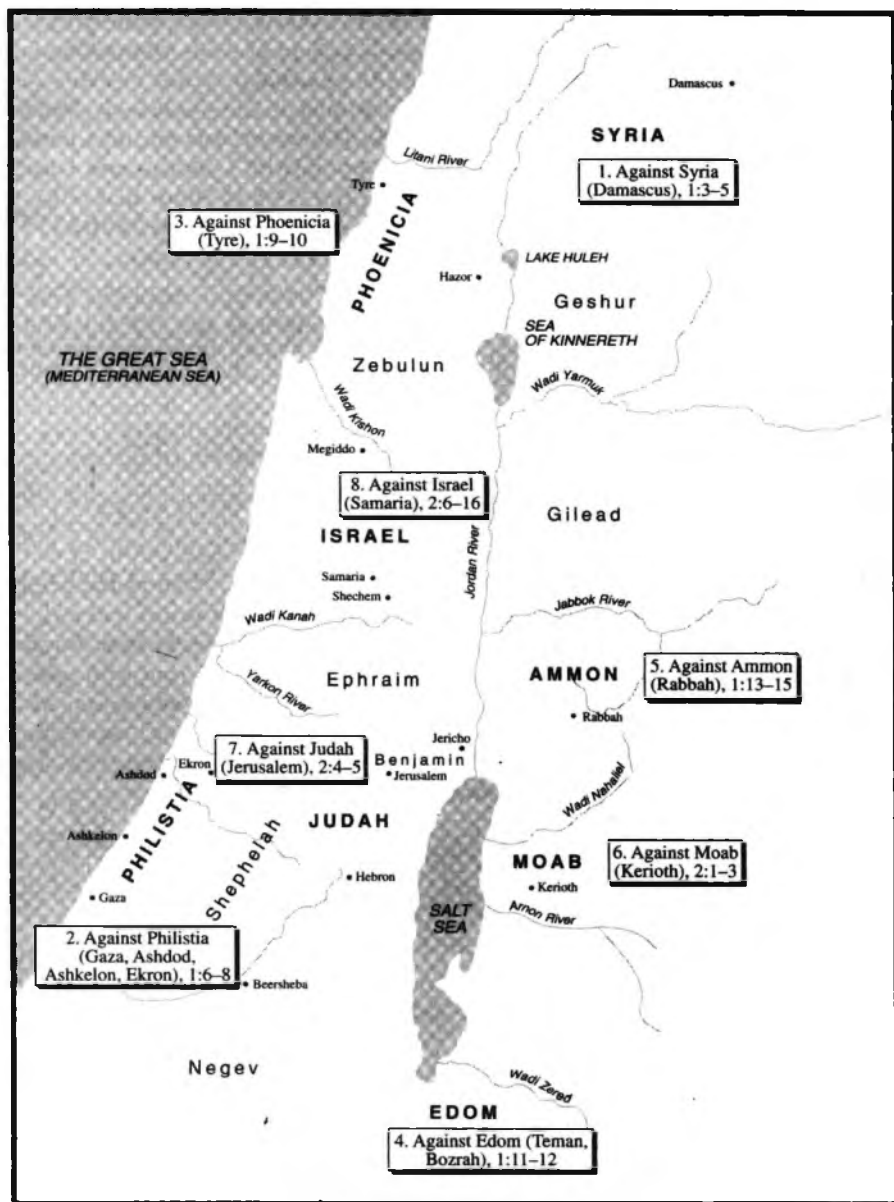 Damascus
SYRIA
1. Against Syria
(Damascus), 1:3–5
Litani River
Tyre
3. Against Phoenicia
(Tyre), 1:9–10
PHOENICIA
LAKE HULEH
Hazor
Geshur
SEA
OF KINNERETH
THE GREAT SEA
(MEDITERRANEAN SEA)
Zebulun
Wadi Yarmuk
Wadi Kishon
Megiddo
8. Against Israel
(Samaria), 2:6–16
Gilead
ISRAEL
Jordan River
Samaria
Shechem
Jabbok River
Wadi Kanah
5. Against Ammon
(Rabbah), 1:13–15
AMMON
Ephraim
Yarkon River
Rabbah
Jericho
7. Against Judah
(Jerusalem), 2:4–5
Benjamin
Ekron
Ashdod
Jerusalem
Wadi Nahaliel
PHILISTIA
JUDAH
Ashkelon
Shephelah
6. Against Moab
(Kerioth), 2:1–3
MOAB
Hebron
Kerioth
Gaza
SALT
SEA
Arnon River
2. Against Philistia
(Gaza, Ashdod,
Ashkelon, Ekron), 1:6–8
Beersheba
Negev
Wadi Zered
EDOM
4. Against Edom (Teman,
Bozrah), 1:11–12